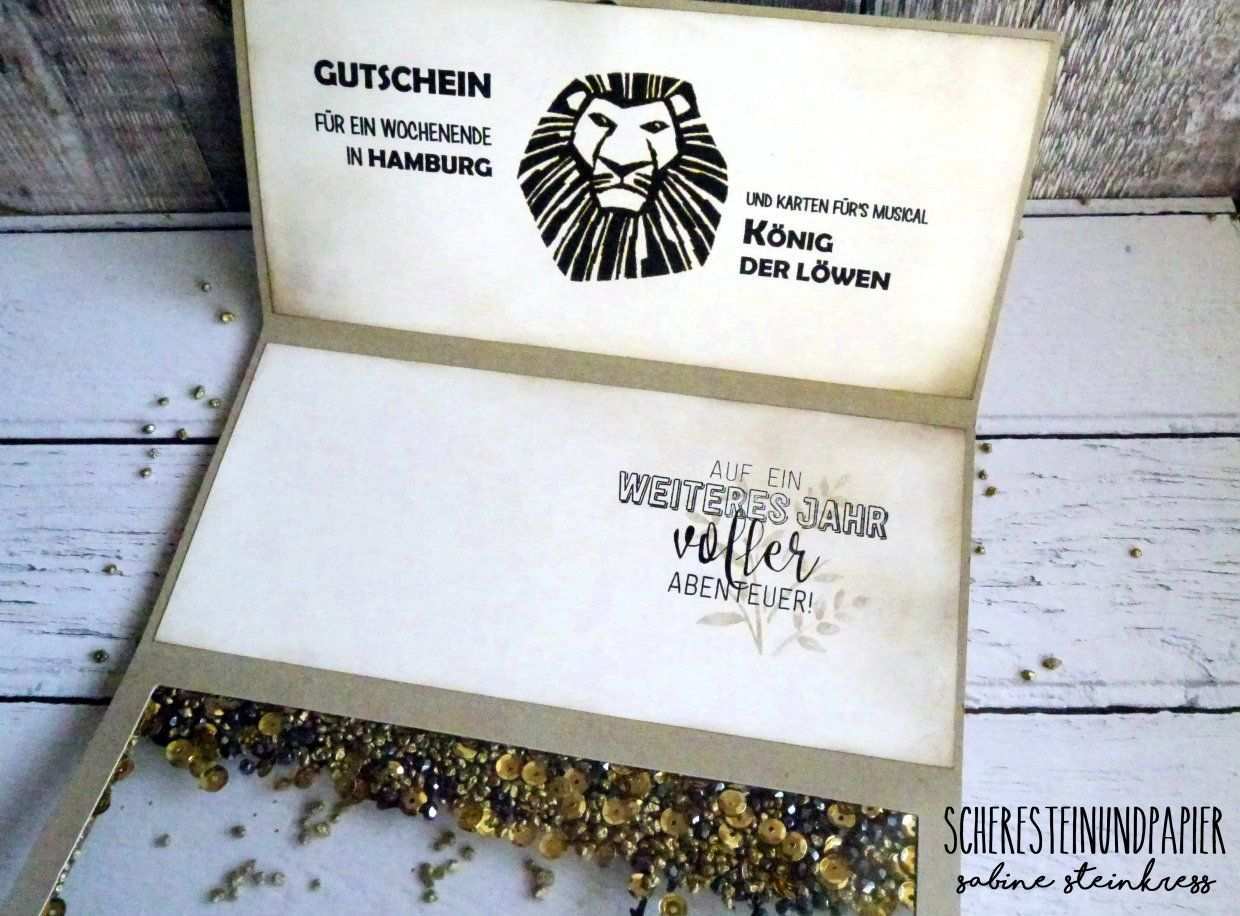 GUTSCHEIN
FÜR EIN WOCHENENDE
IN HAMBURG
UND KARTEN FÜR'S MUSICAL
KÖNIG
DER LÖWEN
AUF EIN
WEITERES JAHR
voller
ABENTEUER!
SCHERESTEINUNDPAPIER
sabine steinkress